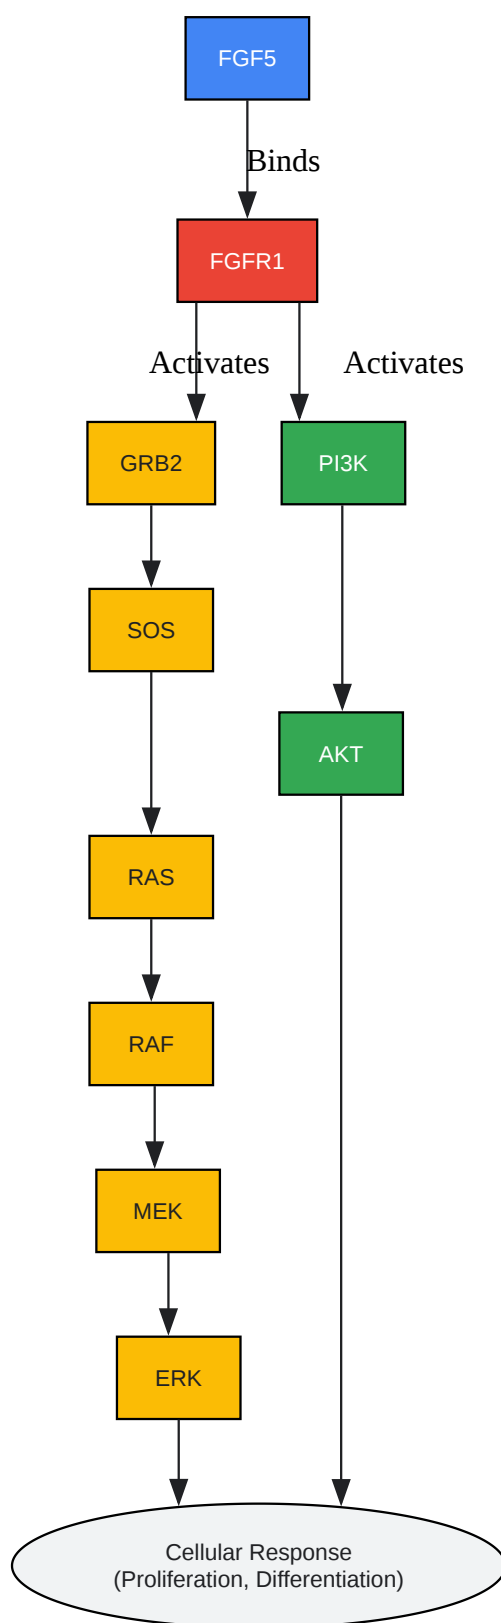 FGF5
Binds
FGFR1
Activates
Activates
GRB2
PI3K
SOS
AKT
RAS
RAF
MEK
ERK
Cellular Response
(Proliferation, Differentiation)